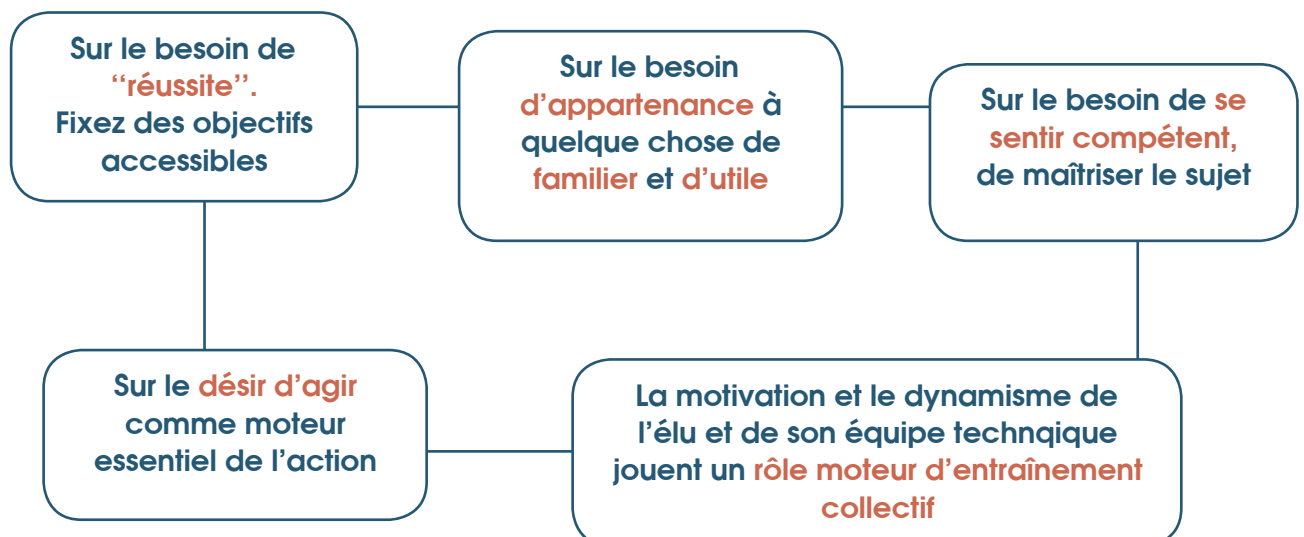 Sur le besoin de
‘‘réussite’’.
Fixez des objectifs
accessibles
Sur le besoin
d’appartenance à
quelque chose de
familier et d’utile
Sur le besoin de se
sentir compétent,
de maîtriser le sujet
Sur le désir d’agir
comme moteur
essentiel de l’action
La motivation et le dynamisme de
l’élu et de son équipe technqique
jouent un rôle moteur d’entraînement
collectif